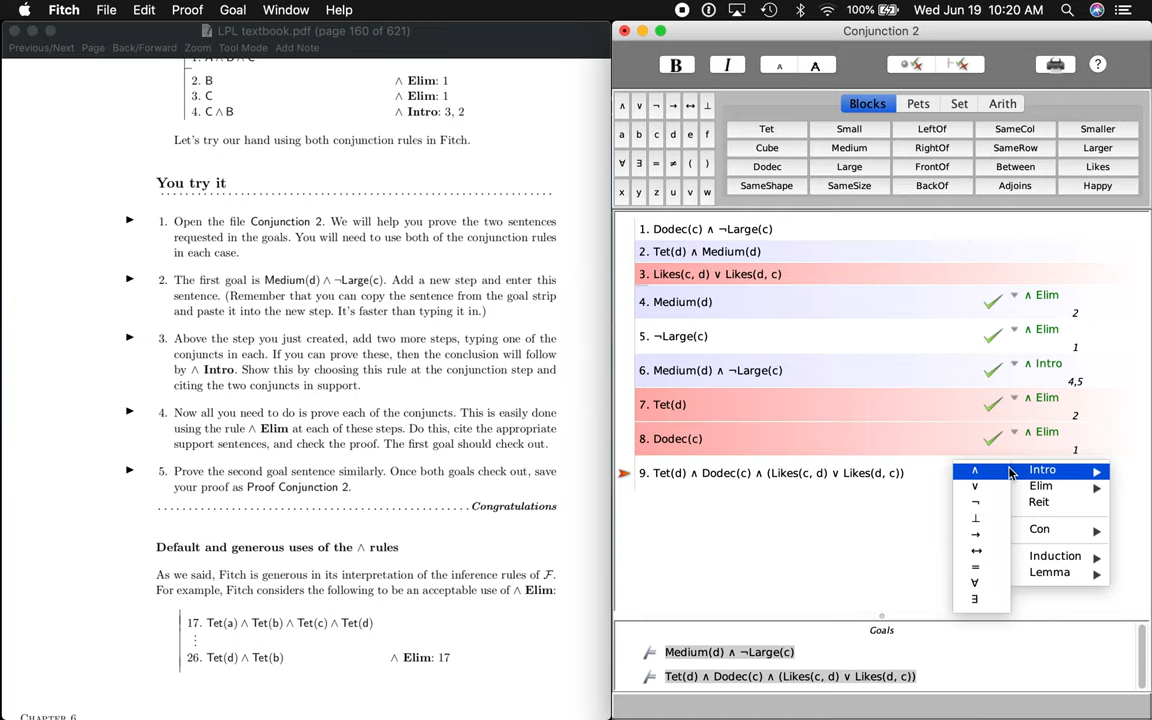 Fitch File Edit Proof Goal Window Help 100% Wed Jun 19 10:20 AM
LPL textbook.pdf (page 160 of 621)
Previous/Next Page Back/Forward Zoom Tool Mode Add Note
1. A ∧ B ∧ C
2. B ∧ Elim: 1
3. C ∧ Elim: 1
4. C ∧ B ∧ Intro: 3, 2
Let's try our hand using both conjunction rules in Fitch.
You try it
1. Open the file Conjunction 2. We will help you prove the two sentences
requested in the goals. You will need to use both of the conjunction rules
in each case.
2. The first goal is Medium(d) ∧ ¬Large(c). Add a new step and enter this
sentence. (Remember that you can copy the sentence from the goal strip
and paste it into the new step. It's faster than typing it in.)
3. Above the step you just created, add two more steps, typing one of the
conjuncts in each. If you can prove these, then the conclusion will follow
by ∧ Intro. Show this by choosing this rule at the conjunction step and
citing the two conjuncts in support.
4. Now all you need to do is prove each of the conjuncts. This is easily done
using the rule ∧ Elim at each of these steps. Do this, cite the appropriate
support sentences, and check the proof. The first goal should check out.
5. Prove the second goal sentence similarly. Once both goals check out, save
your proof as Proof Conjunction 2.
Congratulations
Default and generous uses of the ∧ rules
As we said, Fitch is generous in its interpretation of the inference rules of F.
For example, Fitch considers the following to be an acceptable use of ∧ Elim:
17. Tet(a) ∧ Tet(b) ∧ Tet(c) ∧ Tet(d)
⋮
26. Tet(d) ∧ Tet(b) ∧ Elim: 17
Chapter 6
Conjunction 2
B I A A ?
∧ ∨ ¬ → ↔ ⊥
a b c d e f
∀ ∃ = ≠ ( )
x y z u v w
Blocks Pets Set Arith
Tet Small LeftOf SameCol Smaller
Cube Medium RightOf SameRow Larger
Dodec Large FrontOf Between Likes
SameShape SameSize BackOf Adjoins Happy
1. Dodec(c) ∧ ¬Large(c)
2. Tet(d) ∧ Medium(d)
3. Likes(c, d) ∨ Likes(d, c)
4. Medium(d) ∧ Elim
2
5. ¬Large(c) ∧ Elim
1
6. Medium(d) ∧ ¬Large(c) ∧ Intro
4,5
7. Tet(d) ∧ Elim
2
8. Dodec(c) ∧ Elim
1
9. Tet(d) ∧ Dodec(c) ∧ (Likes(c, d) ∨ Likes(d, c))
∧
∨
¬
⊥
→
↔
=
∀
∃
Intro
Elim
Reit
Con
Induction
Lemma
Goals
Medium(d) ∧ ¬Large(c)
Tet(d) ∧ Dodec(c) ∧ (Likes(c, d) ∨ Likes(d, c))